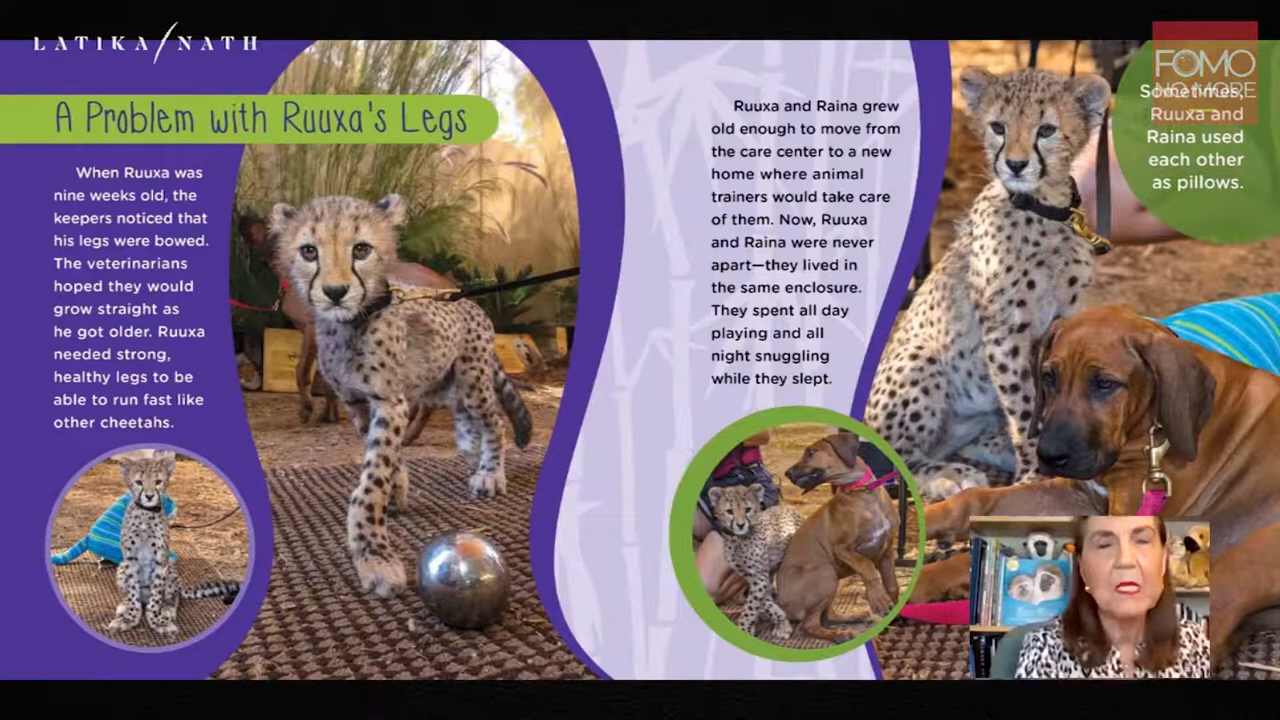 LATIKA/NATH
A Problem with Ruuxa's Legs
When Ruuxa was
nine weeks old, the
keepers noticed that
his legs were bowed.
The veterinarians
hoped they would
grow straight as
he got older. Ruuxa
needed strong,
healthy legs to be
able to run fast like
other cheetahs.
Ruuxa and Raina grew
old enough to move from
the care center to a new
home where animal
trainers would take care
of them. Now, Ruuxa
and Raina were never
apart—they lived in
the same enclosure.
They spent all day
playing and all
night snuggling
while they slept.
FOMO
NO MORE
Sometimes,
Ruuxa and
Raina used
each other
as pillows.